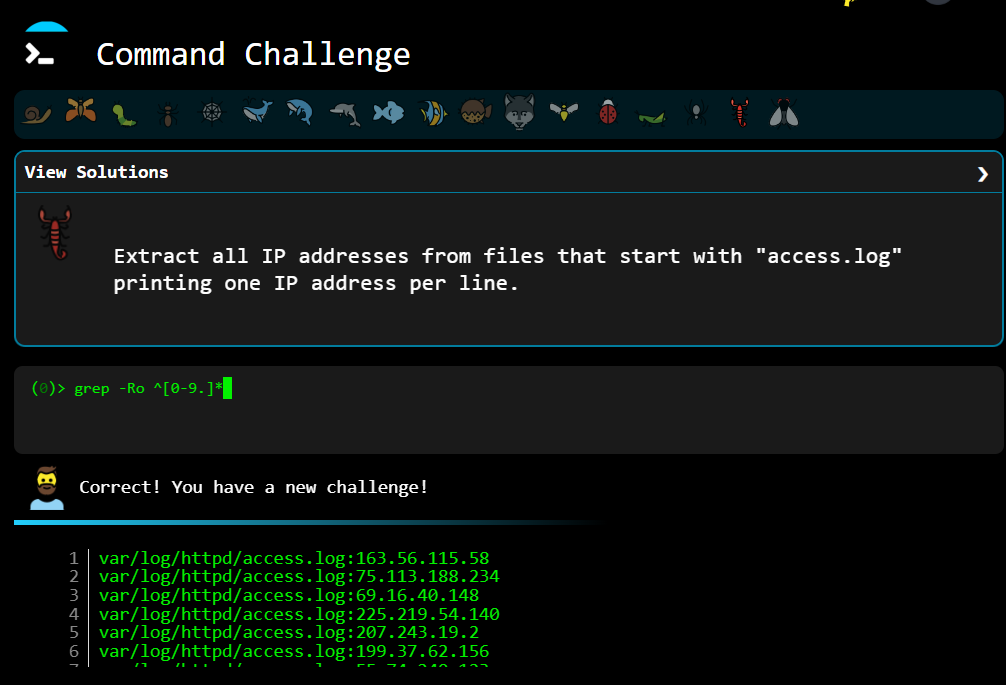 Command Challenge
View Solutions
Extract all IP addresses from files that start with "access.log"
printing one IP address per line.
(0)> grep -Ro ^[0-9.]*
Correct! You have a new challenge!
1 var/log/httpd/access.log:163.56.115.58
2 var/log/httpd/access.log:75.113.188.234
3 var/log/httpd/access.log:69.16.40.148
4 var/log/httpd/access.log:225.219.54.140
5 var/log/httpd/access.log:207.243.19.2
6 var/log/httpd/access.log:199.37.62.156